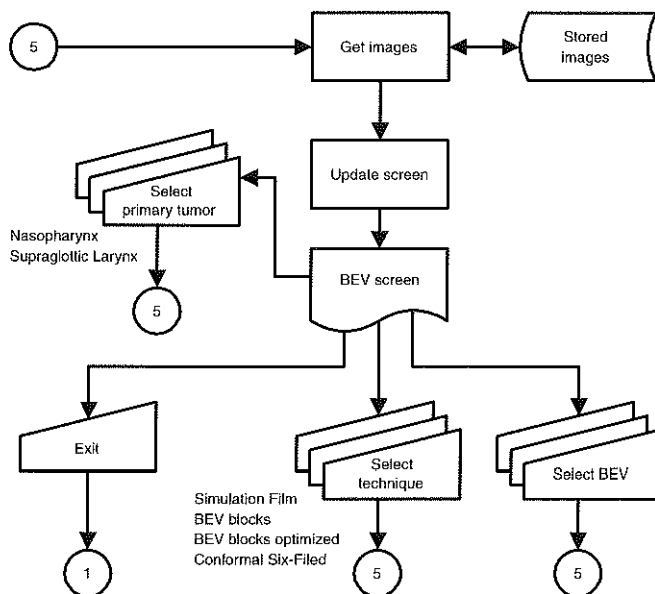 5
Get images
Stored
images
Update screen
Select
primary tumor
Nasopharynx
Supraglottic Larynx
5
BEV screen
Exit
Select
technique
Select BEV
Simulation Film
BEV blocks
BEV blocks optimized
Conformal Six-Filed
1
5
5